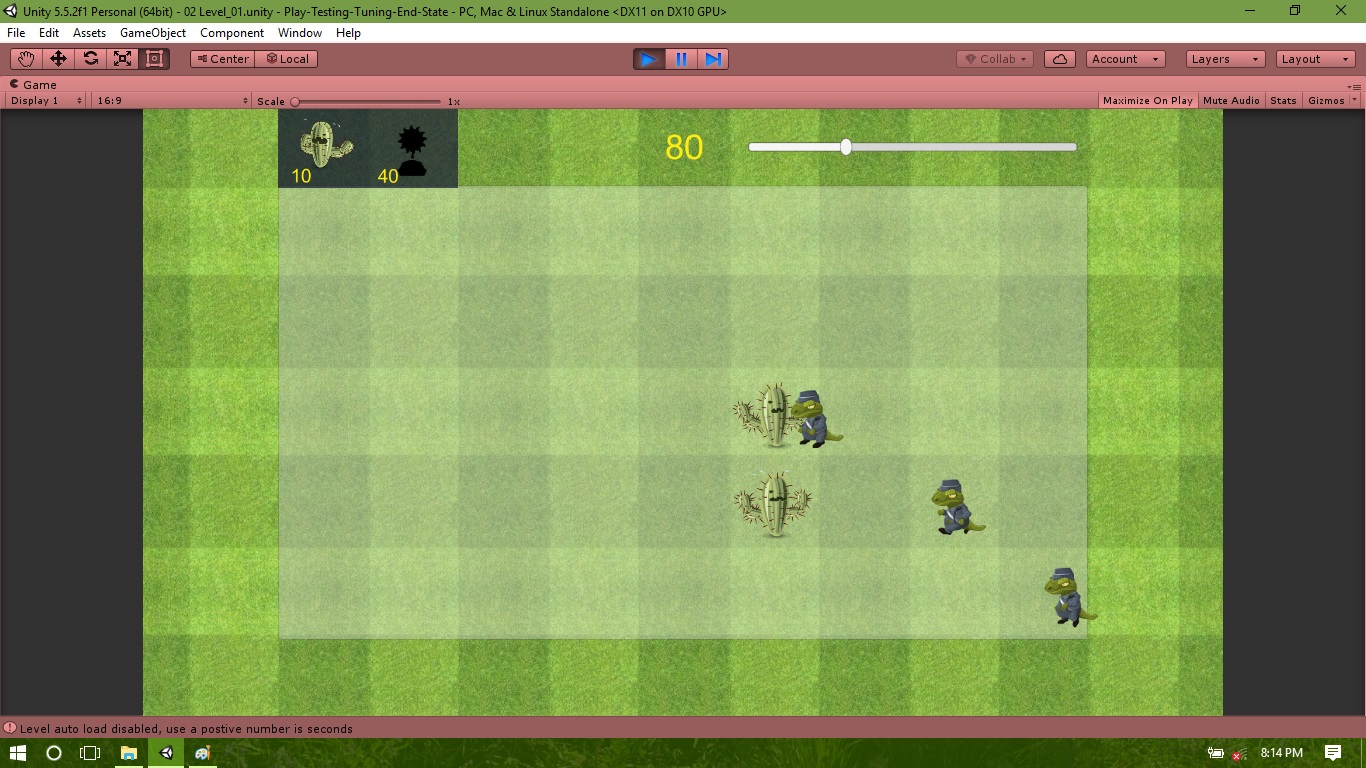 Unity 5.5.2f1 Personal (64bit) - 02 Level_01.unity - Play-Testing-Tuning-End-State - PC, Mac & Linux Standalone <DX11 on DX10 GPU>
File Edit Assets GameObject Component Window Help
Center Local Collab Account Layers Layout
Game
Display 1 16:9 Scale 1x Maximize On Play Mute Audio Stats Gizmos
80
10 40
Level auto load disabled, use a postive number is seconds
8:14 PM